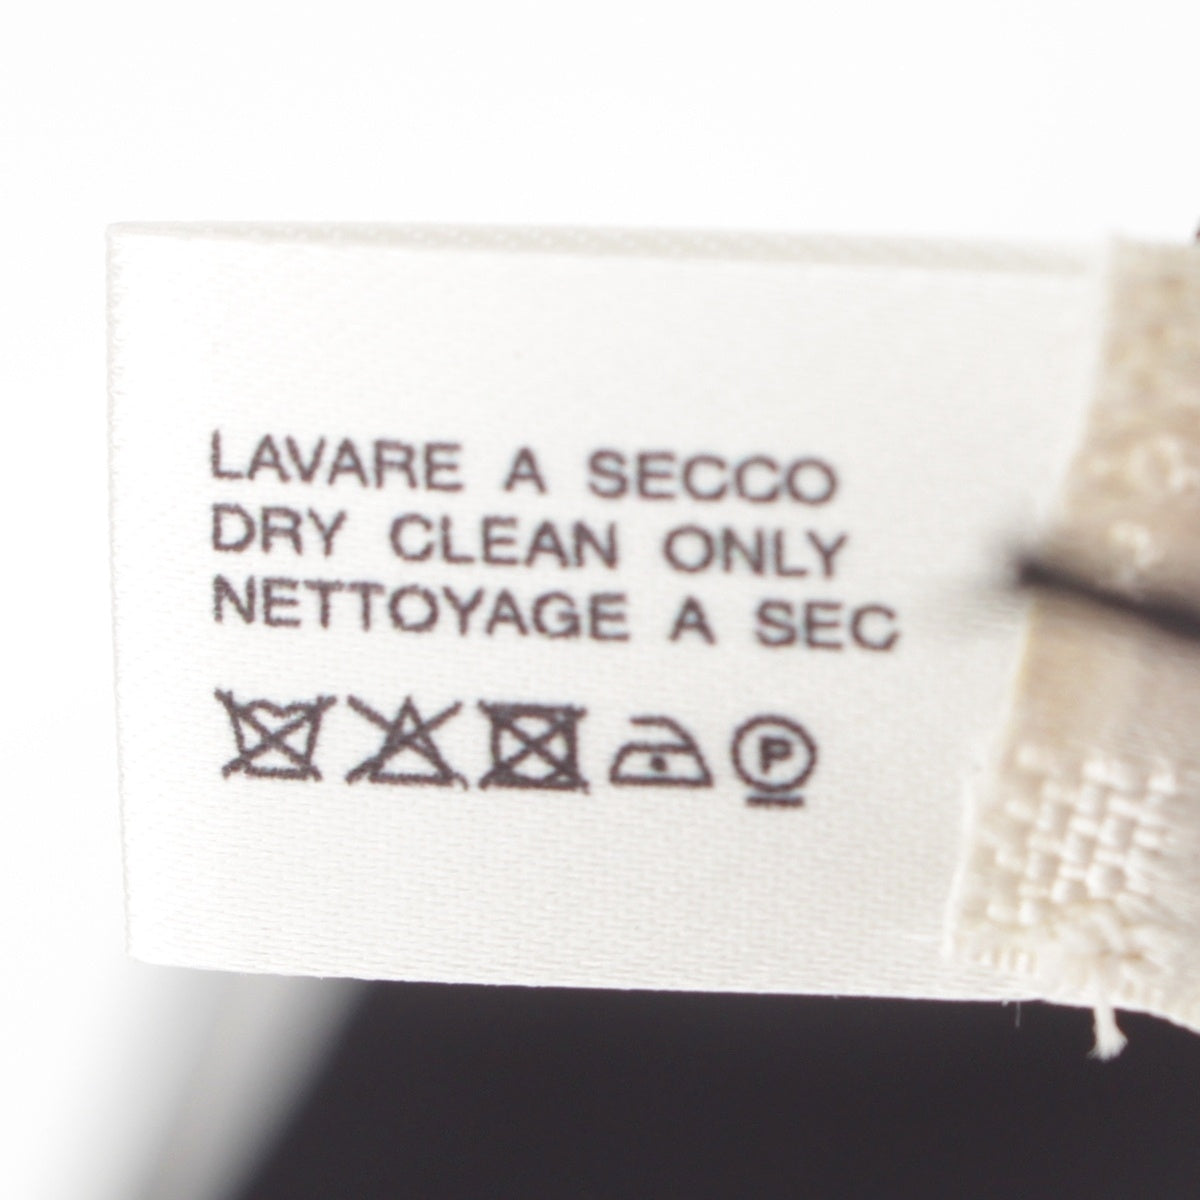 LAVARE A SECCO
DRY CLEAN ONLY
NETTOYAGE A SEC
P